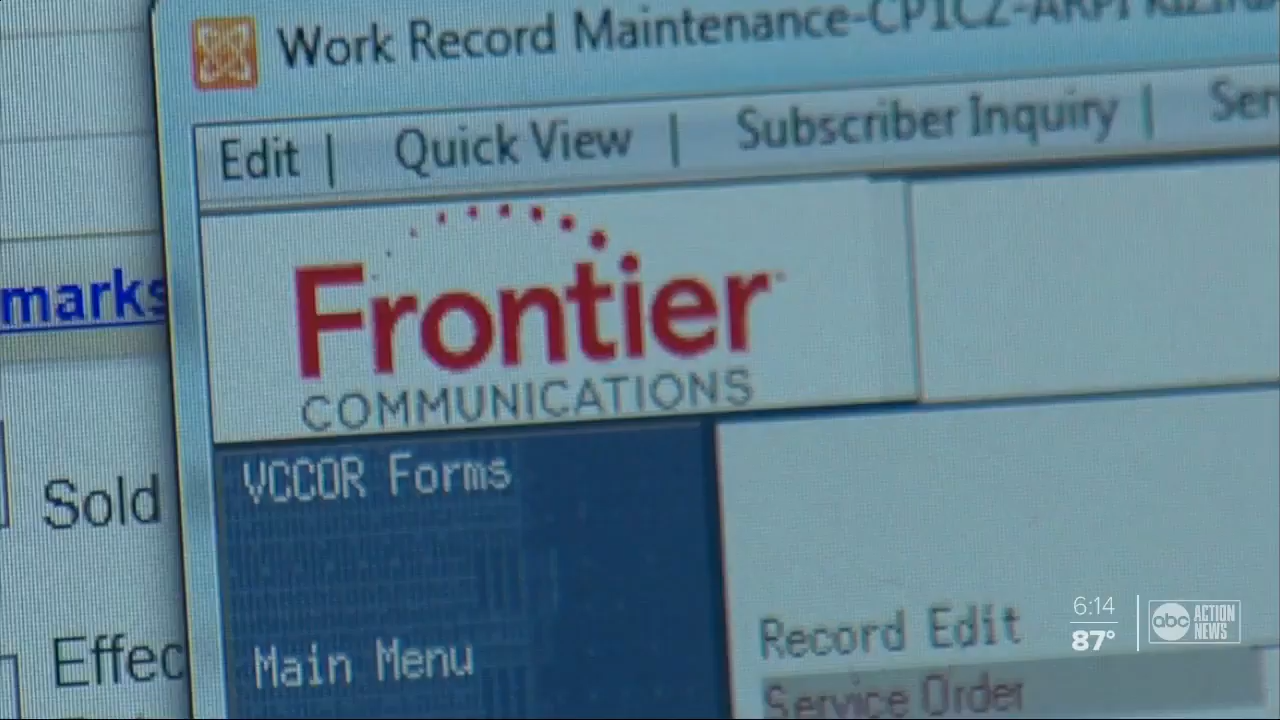 Work Record Maintenance-CP1CZ-
Edit | Quick View | Subscriber Inquiry |
Frontier
COMMUNICATIONS
marks
VCCOR Forms
Sold
Record Edit
Effec
Main Menu
Service Order
6:14
87°
abc ACTION
NEWS